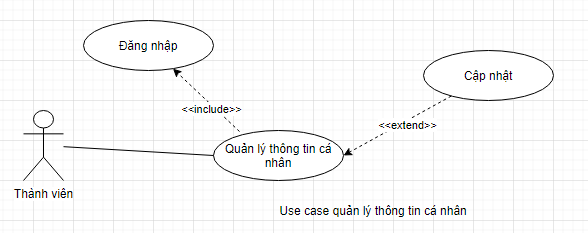 Đăng nhập
Cập nhật
<<include>>
<<extend>>
Quản lý thông tin cá
nhân
Thành viên
Use case quản lý thông tin cá nhân